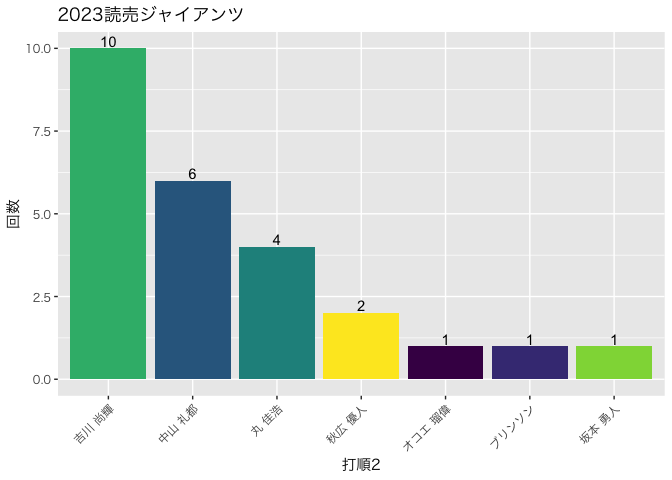 2023読売ジャイアンツ
回数
10.0
7.5
5.0
2.5
0.0
10
6
4
2
1
1
1
吉川 尚輝
中山 礼都
丸 佳浩
秋広 優人
オコエ 瑠偉
ブリンソン
坂本 勇人
打順2